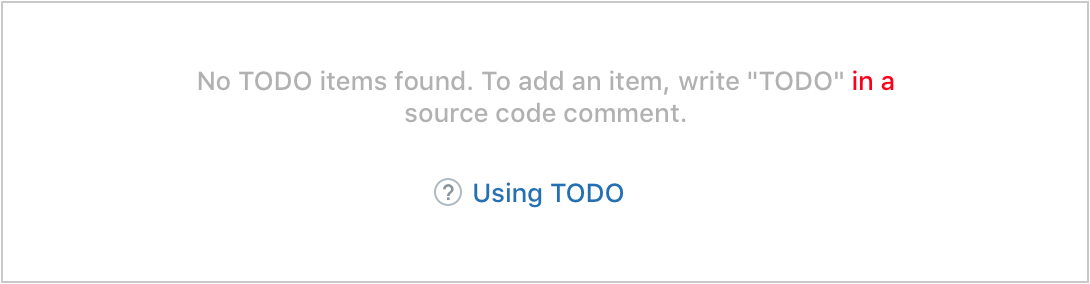 No TODO items found. To add an item, write "TODO" in a
source code comment.
Using TODO